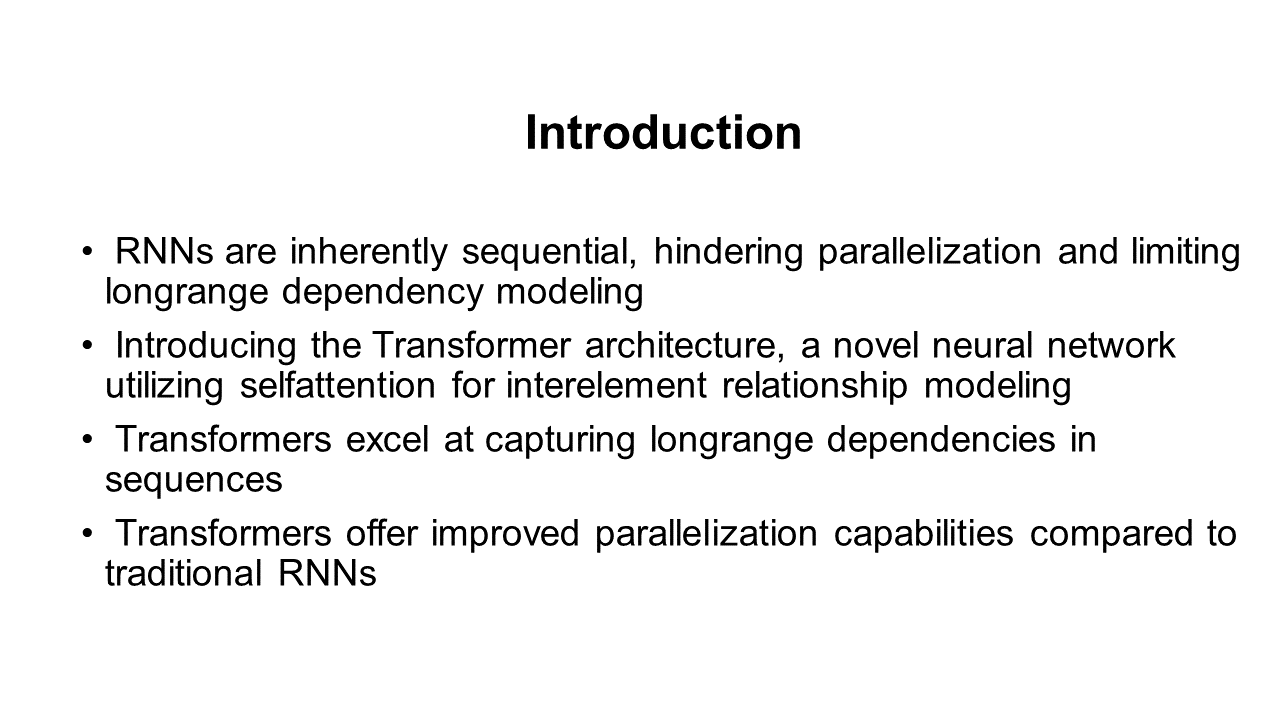 Introduction
• RNNs are inherently sequential, hindering parallelization and limiting
longrange dependency modeling
• Introducing the Transformer architecture, a novel neural network
utilizing selfattention for interelement relationship modeling
• Transformers excel at capturing longrange dependencies in
sequences
• Transformers offer improved parallelization capabilities compared to
traditional RNNs